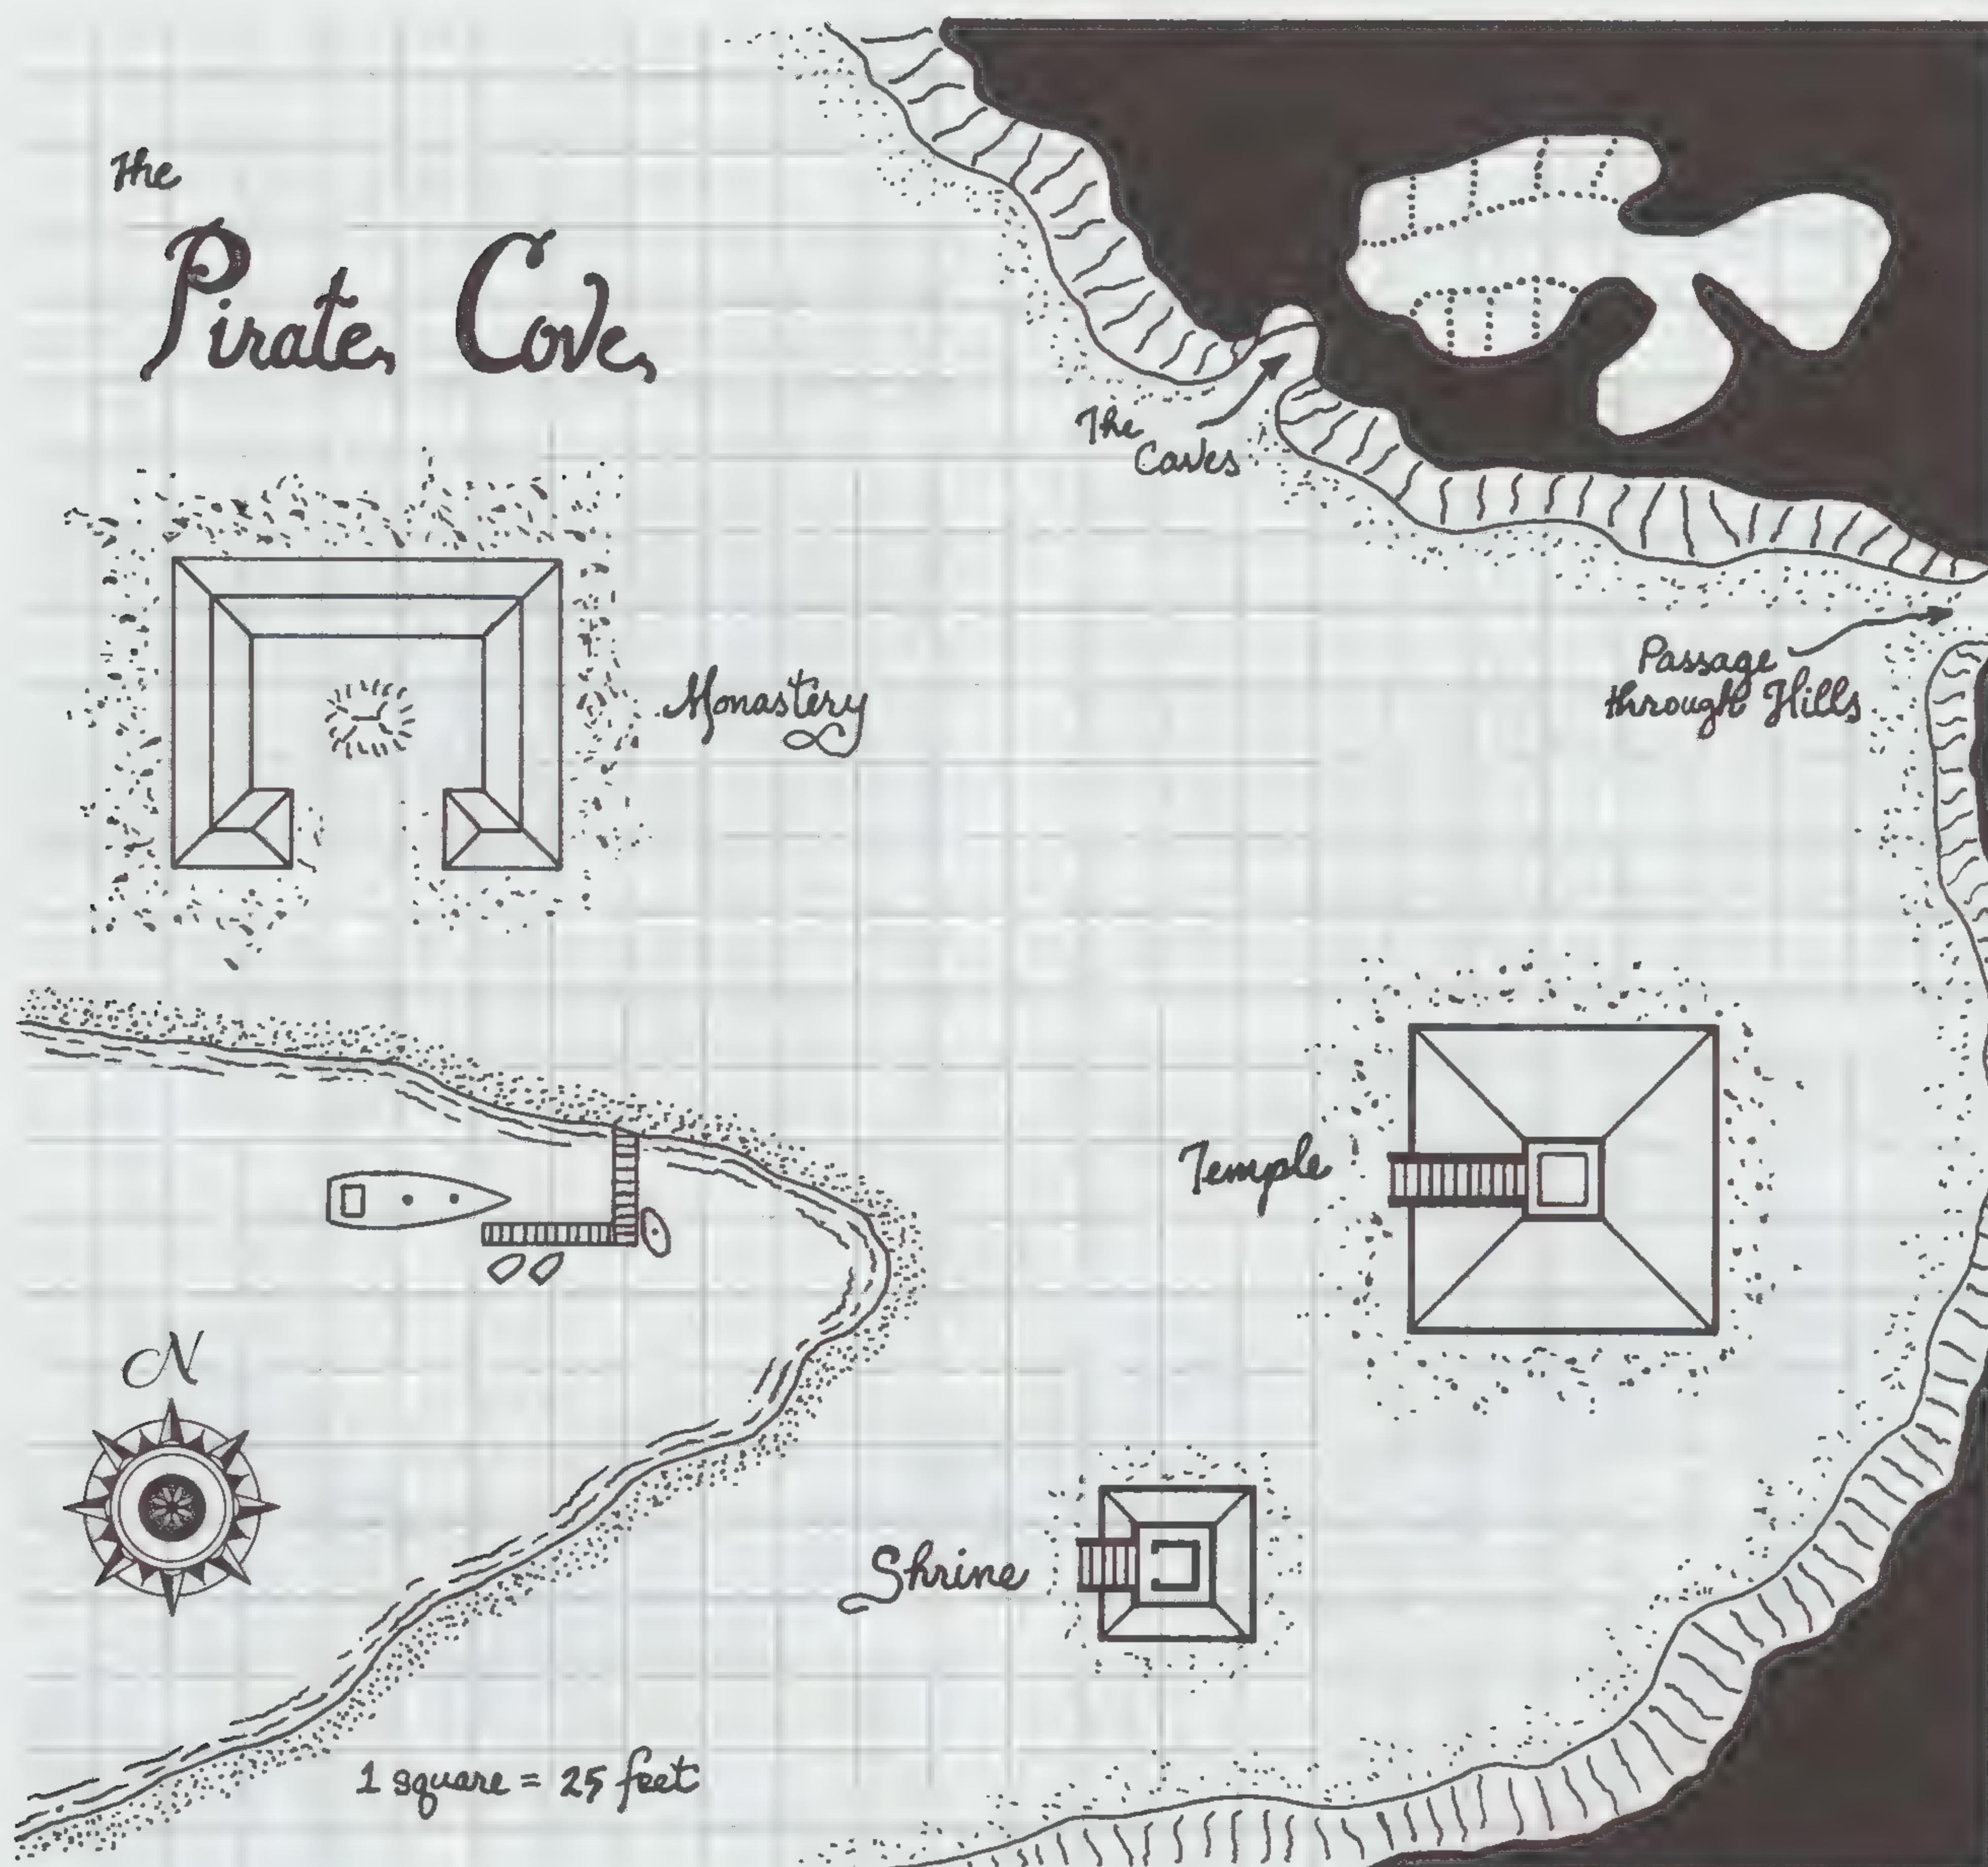 The
Pirate Cove
The
Caves
Passage
through Hills
Monastery
Temple
N
Shrine
1 square = 25 feet